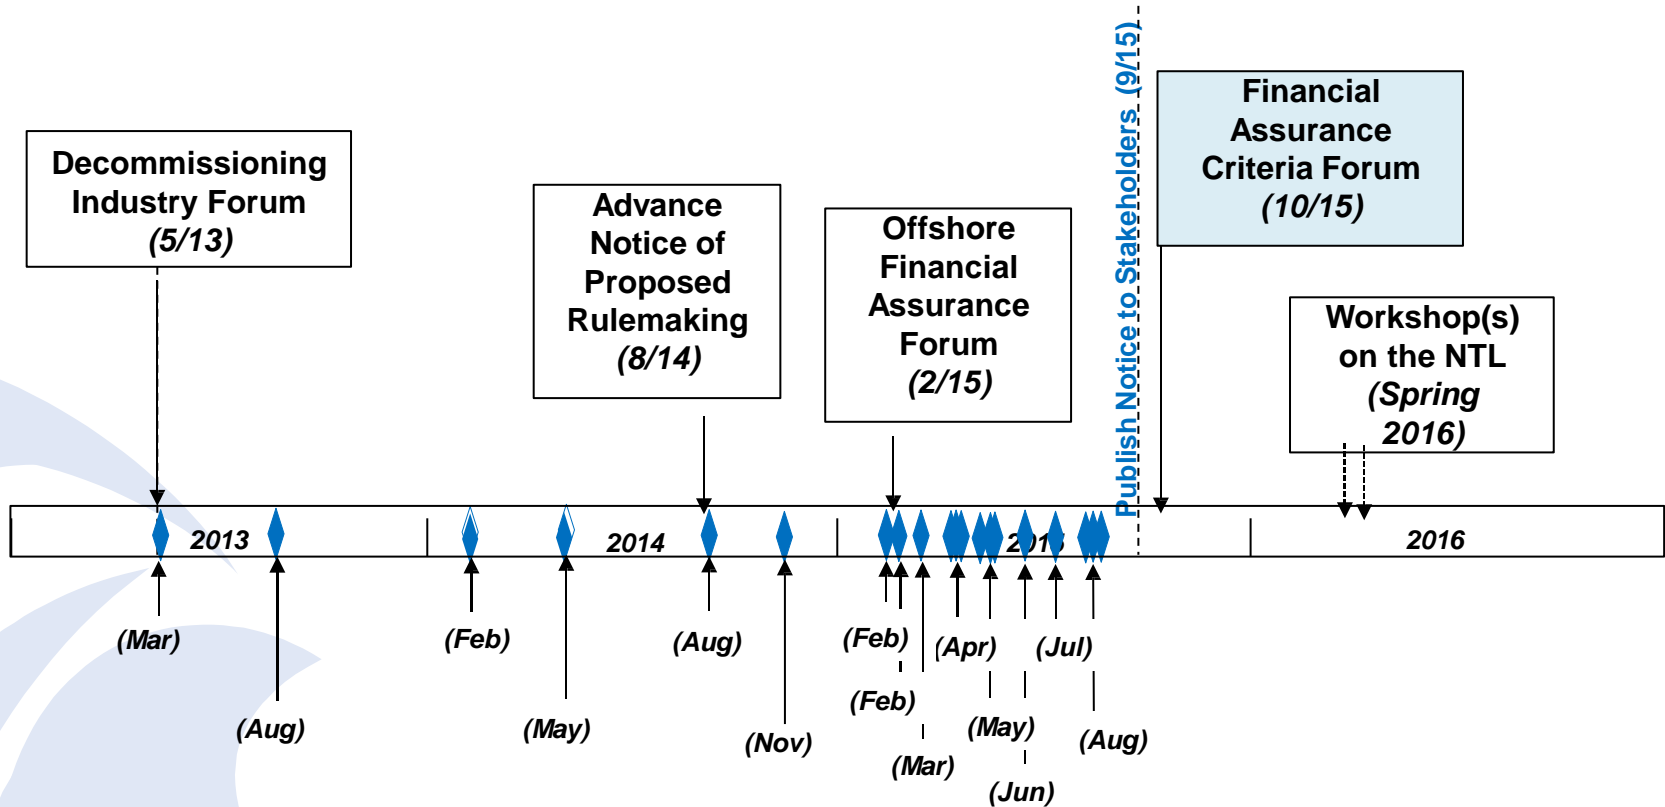 Decommissioning
Industry Forum
(5/13)
Advance
Notice of
Proposed
Rulemaking
(8/14)
Offshore
Financial
Assurance
Forum
(2/15)
Publish Notice to Stakeholders (9/15)
Financial
Assurance
Criteria Forum
(10/15)
Workshop(s)
on the NTL
(Spring
2016)
2013
2014
2015
2016
(Mar)
(Aug)
(Feb)
(May)
(Aug)
(Nov)
(Feb)
(Feb)
(Mar)
(Apr)
(May)
(Jun)
(Jul)
(Aug)